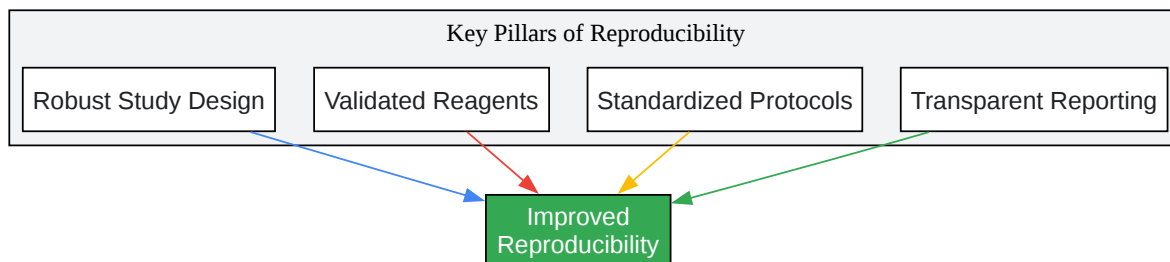 Key Pillars of Reproducibility
Robust Study Design
Validated Reagents
Standardized Protocols
Transparent Reporting
Improved
Reproducibility